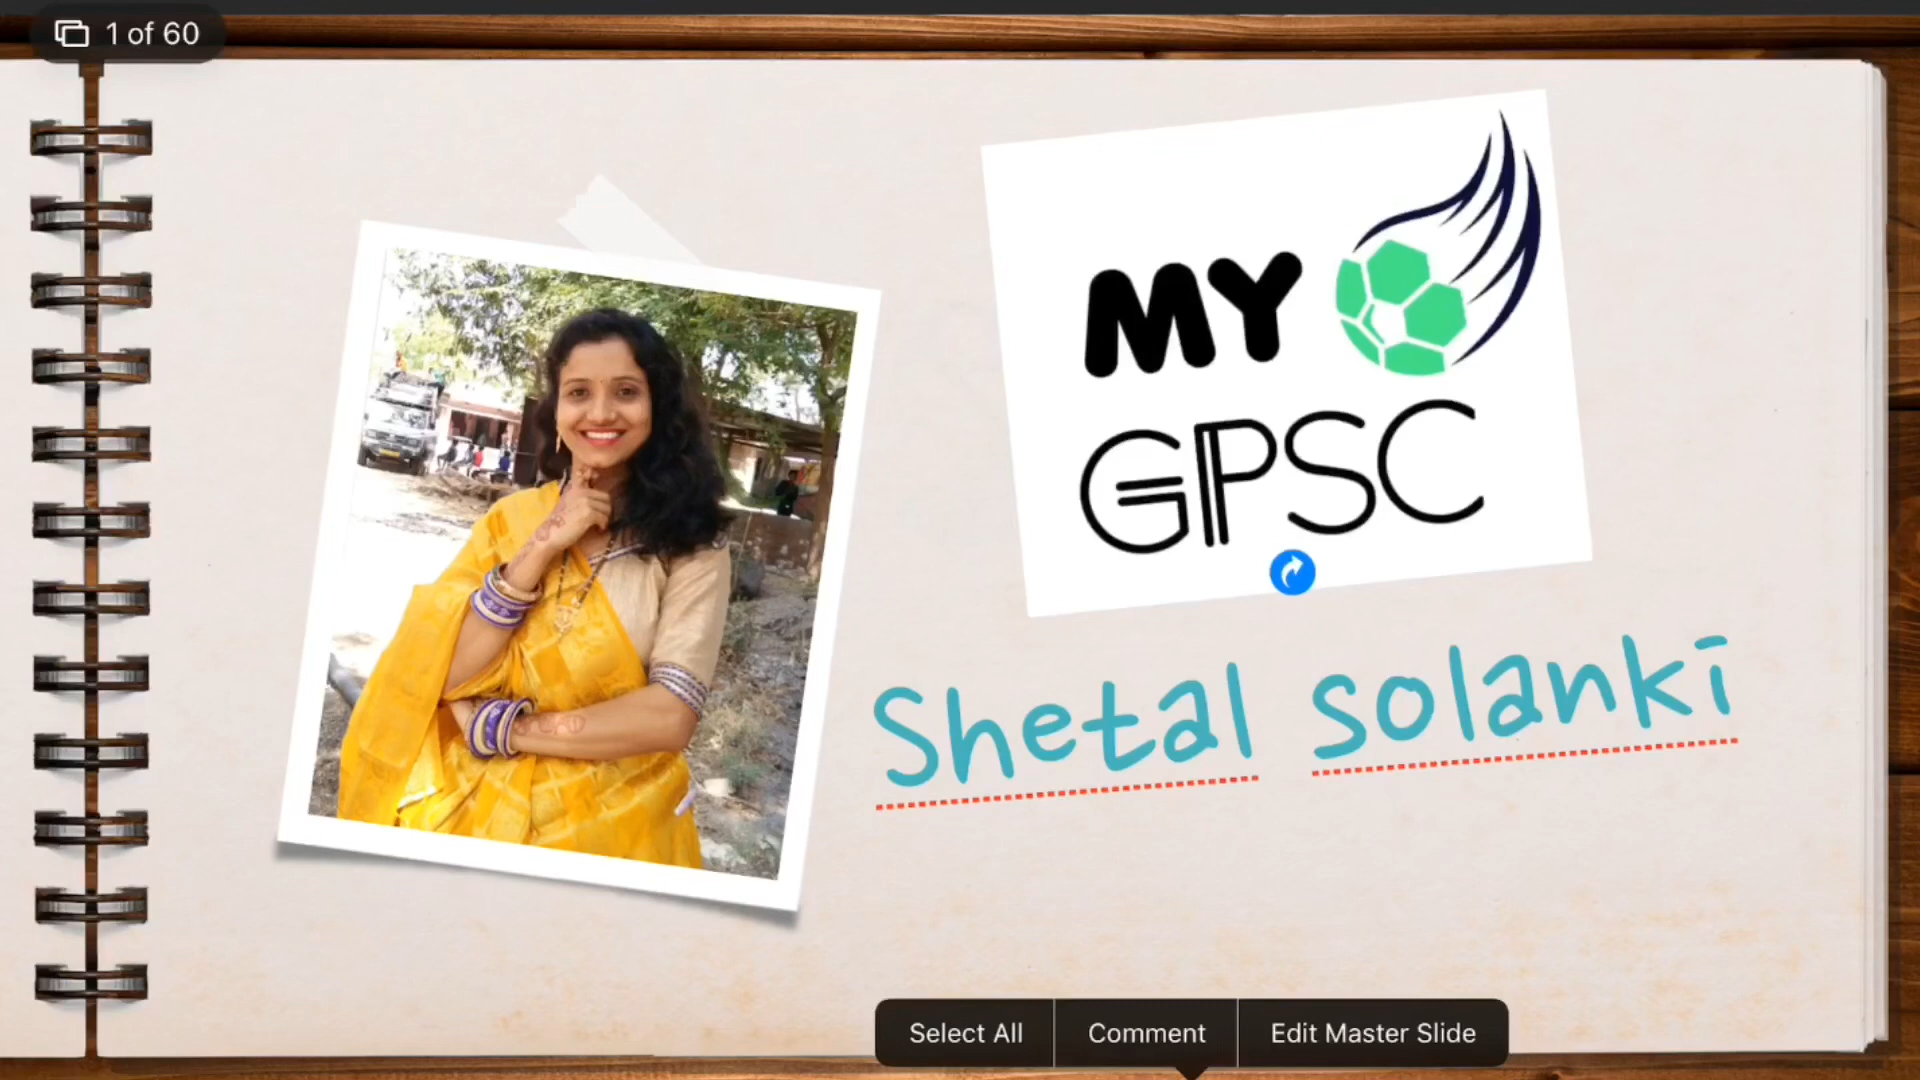 1 of 60
MY
GPSC
Shetal solanki
Select All
Comment
Edit Master Slide